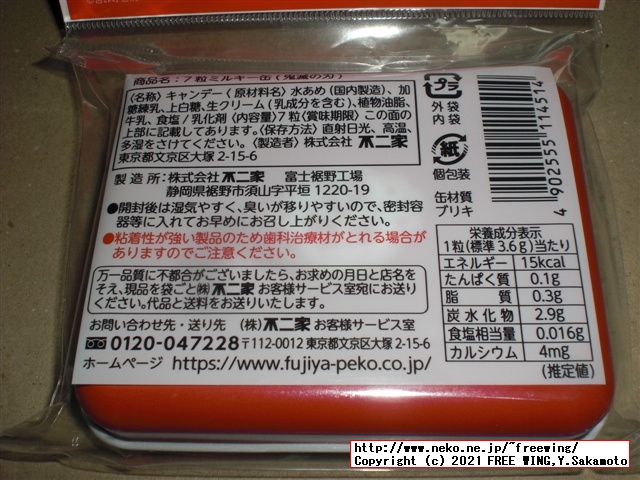 商品名：7粒ミルキー缶（鬼滅の刃）
〈名称〉キャンデー〈原材料名〉水あめ（国内製造）、加
糖練乳、上白糖、生クリーム（乳成分を含む）、植物油脂、
牛乳、食塩／乳化剤〈内容量〉7粒〈賞味期限〉この面の
上部に記載してあります。〈保存方法〉直射日光、高温、
多湿をさけてください。〈製造者〉株式会社 不二家
東京都文京区大塚2-15-6
製造所：株式会社 不二家 富士裾野工場
静岡県裾野市須山字平垣 1220-19
●開封後は湿気やすく、臭いが移りやすいので、密封容
器等に入れてお早めにお召し上がりください。
●粘着性が強い製品のため歯科治療材がとれる場合が
ありますのでご注意ください。
万一品質に不都合がございましたら、お求めの月日と店名を
そえ、現品を袋ごと㈱不二家 お客様サービス室宛にお送り
ください。代品と送料をお送りいたします。
お問い合わせ先・送り先 （株）不二家 お客様サービス室
0120-047228 〒112-0012 東京都文京区大塚 2-15-6
ホームページ https://www.fujiya-peko.co.jp/
プラ
外袋
内袋
紙
個包装
缶材質
ブリキ
4 902555 114514
栄養成分表示
1粒（標準3.6g）当たり
エネルギー 15kcal
たんぱく質 0.1g
脂質 0.3g
炭水化物 2.9g
食塩相当量 0.016g
カルシウム 4mg
（推定値）
http://www.neko.ne.jp/~freewing/
Copyright (c) 2021 FREE WING,Y.Sakamoto